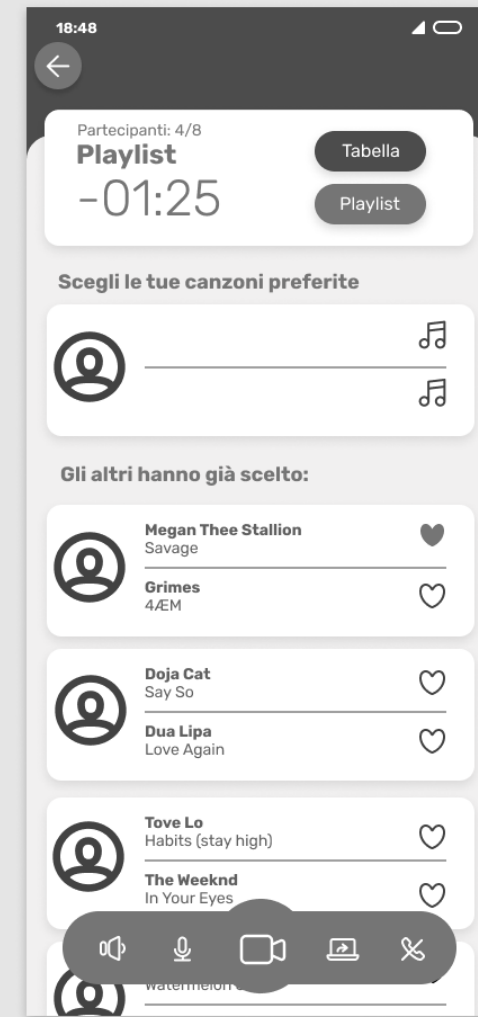 18:48
Partecipanti: 4/8
Playlist
-01:25
Tabella
Playlist
Scegli le tue canzoni preferite
Gli altri hanno già scelto:
Megan Thee Stallion
Savage
Grimes
4ÆM
Doja Cat
Say So
Dua Lipa
Love Again
Tove Lo
Habits (stay high)
The Weeknd
In Your Eyes
Watermelon